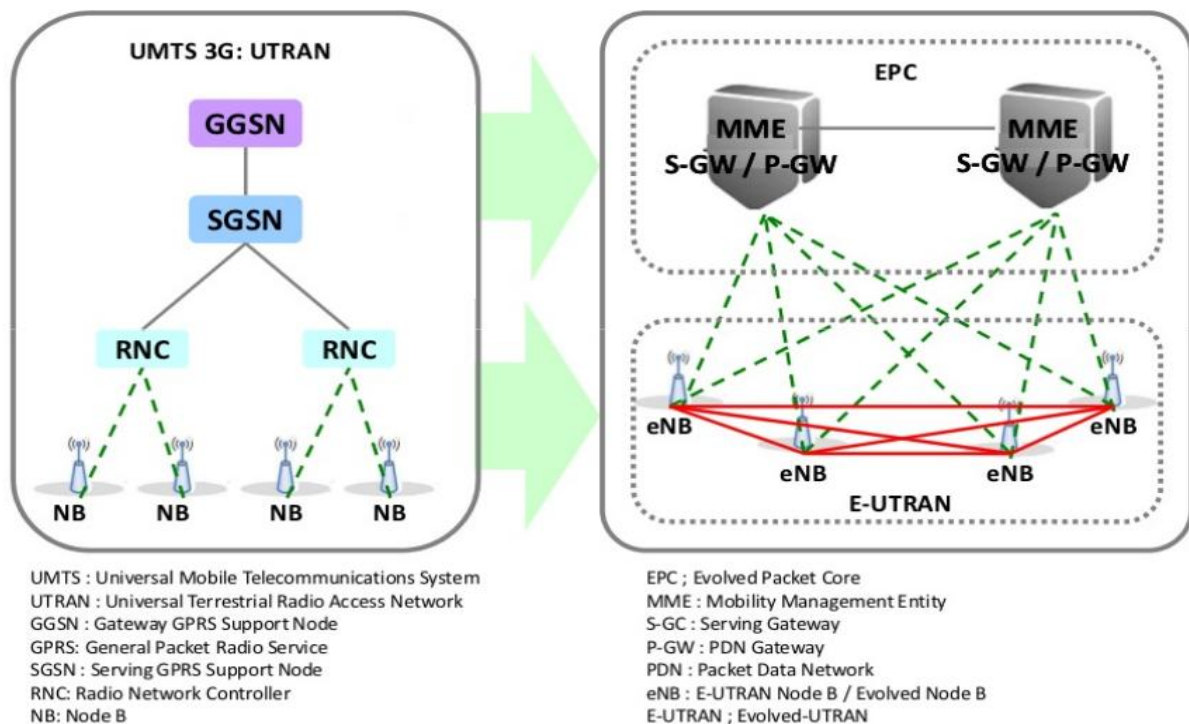 UMTS 3G: UTRAN
GGSN
SGSN
RNC RNC
NB NB NB NB
EPC
MME MME
S-GW / P-GW S-GW / P-GW
eNB eNB
eNB eNB
E-UTRAN
UMTS : Universal Mobile Telecommunications System
UTRAN : Universal Terrestrial Radio Access Network
GGSN : Gateway GPRS Support Node
GPRS: General Packet Radio Service
SGSN : Serving GPRS Support Node
RNC: Radio Network Controller
NB: Node B
EPC ; Evolved Packet Core
MME : Mobility Management Entity
S-GC : Serving Gateway
P-GW : PDN Gateway
PDN : Packet Data Network
eNB : E-UTRAN Node B / Evolved Node B
E-UTRAN ; Evolved-UTRAN